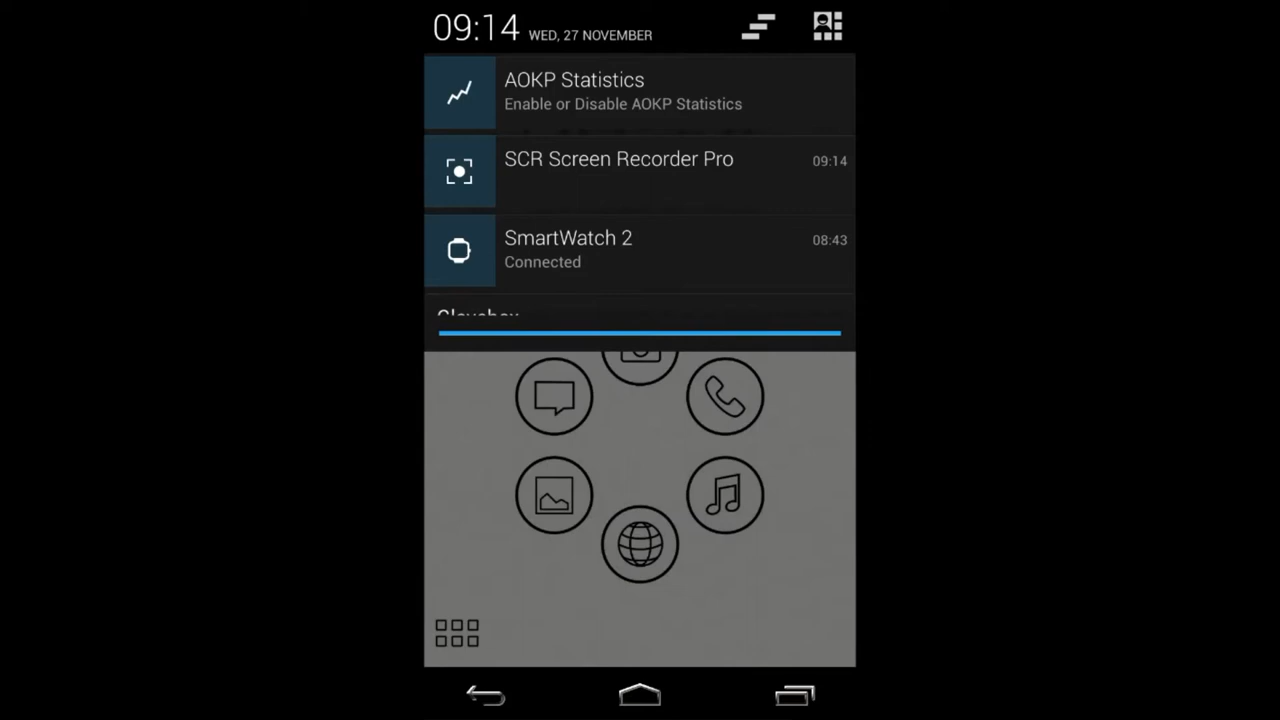 09:14 WED, 27 NOVEMBER
AOKP Statistics
Enable or Disable AOKP Statistics
SCR Screen Recorder Pro 09:14
SmartWatch 2 08:43
Connected